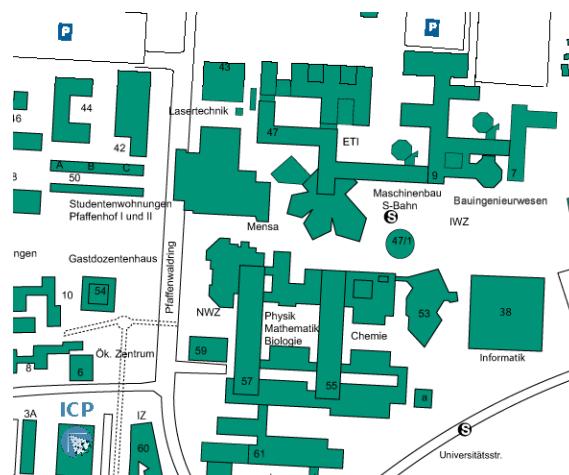 P
P
43
44
46
Lasertechnik
42
47
ETI
A B C
50
8
9
7
Studentenwohnungen
Pfaffenhof I und II
Maschinenbau
S-Bahn
Bauingenieurwesen
S
IWZ
Mensa
47/1
Pfaffenwaldring
ngen
Gastdozentenhaus
54
10
NWZ
Physik
Mathematik
Biologie
Chemie
53
38
Informatik
Ök. Zentrum
59
8
6
57
55
a
ICP
3A
IZ
S
60
61
Universitätsstr.